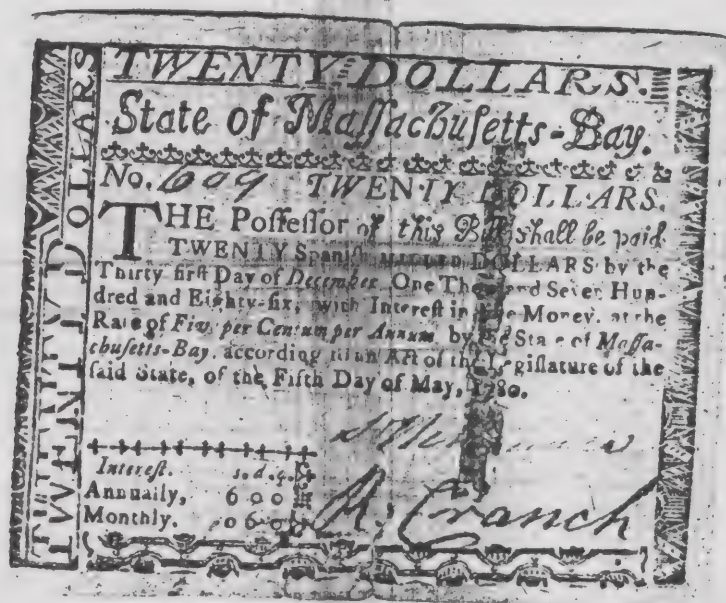 TWENTY DOLLARS.
State of Maſſachuſetts-Bay.
No. 609 TWENTY DOLLARS.
THE Poſſeſſor of this Bill ſhall be paid
TWENTY Spaniſh MILLED DOLLARS by the
Thirty firſt Day of December, One Thouſand Seven Hun-
dred and Eighty-ſix, with Intereſt in like Money, at the
Rate of Five per Centum per Annum, by the State of Maſſa-
chuſetts-Bay, according to an Act of the Legiſlature of the
ſaid State, of the Fifth Day of May, 1780.
R. Cranch
Intereſt. s. d. q.
Annually, 6 0 0
Monthly. 0 6 0
TWENTY DOLLARS